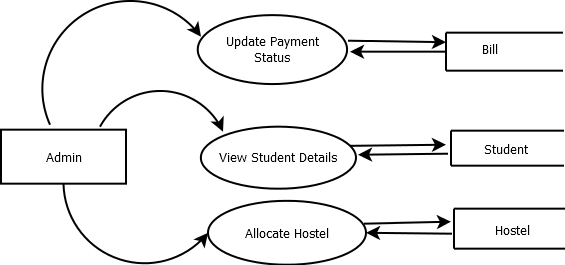 Update Payment
Status
Bill
Admin
View Student Details
Student
Allocate Hostel
Hostel